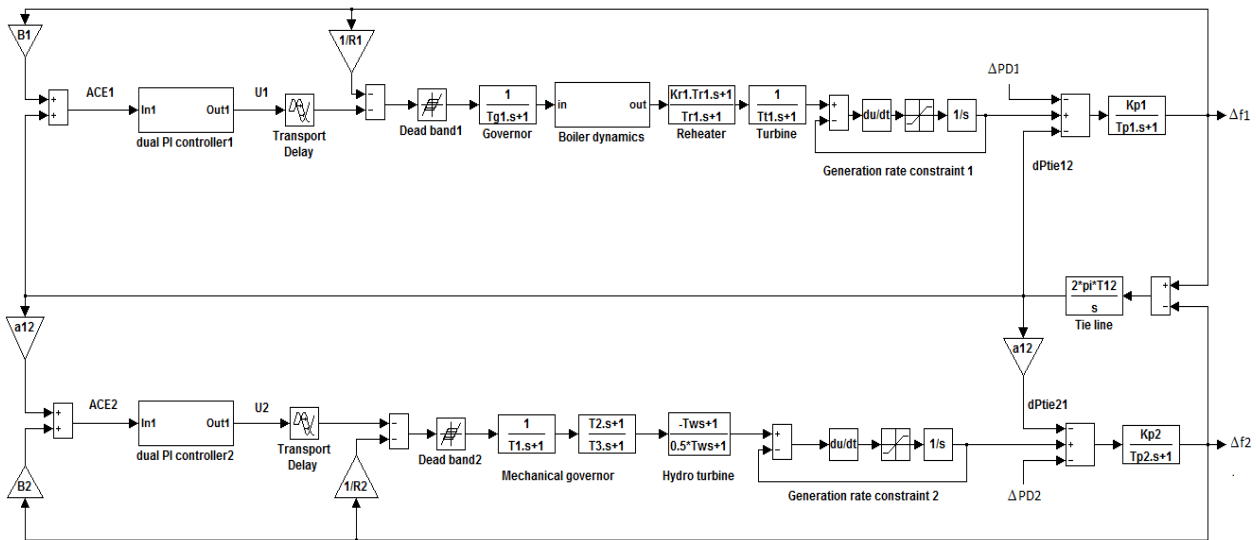 B1
1/R1
ΔPD1
ACE1
U1
+
+
In1
Out1
dual PI controller1
Transport
Delay
−
−
Dead band1
1
Tg1.s+1
Governor
in
out
Boiler dynamics
Kr1.Tr1.s+1
Tr1.s+1
Reheater
1
Tt1.s+1
Turbine
+
−
du/dt
1/s
Generation rate constraint 1
−
+
−
Kp1
Tp1.s+1
Δf1
dPtie12
2*pi*T12
s
Tie line
+
−
a12
a12
dPtie21
ACE2
U2
+
+
In1
Out1
dual PI controller2
Transport
Delay
−
−
Dead band2
1
T1.s+1
T2.s+1
T3.s+1
Mechanical governor
-Tws+1
0.5*Tws+1
Hydro turbine
+
−
du/dt
1/s
Generation rate constraint 2
−
+
−
Kp2
Tp2.s+1
Δf2
B2
1/R2
ΔPD2